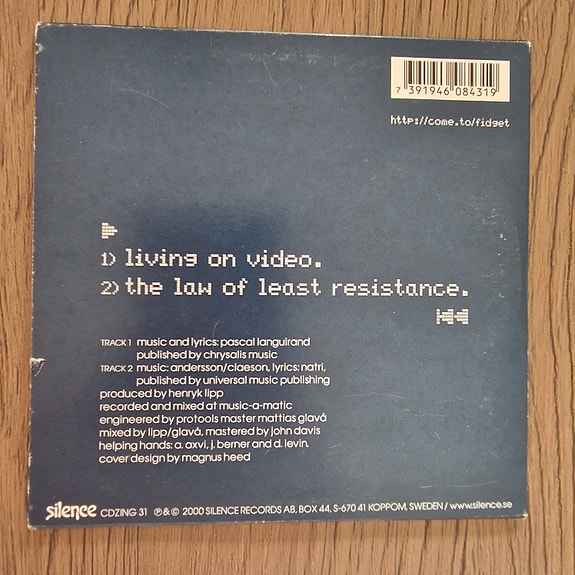 7 391946 084319
http://come.to/fidget
1) living on video.
2) the law of least resistance.
TRACK 1 music and lyrics: pascal languirand
published by chrysalis music
TRACK 2 music: andersson/claeson, lyrics: natri,
published by universal music publishing
produced by henryk lipp
recorded and mixed at music-a-matic
engineered by protools master mattias glavå
mixed by lipp/glavå, mastered by john davis
helping hands: a. axvi, j. berner and d. levin.
cover design by magnus heed
silence CDZING 31 ℗ & © 2000 SILENCE RECORDS AB, BOX 44, S-670 41 KOPPOM, SWEDEN / www.silence.se